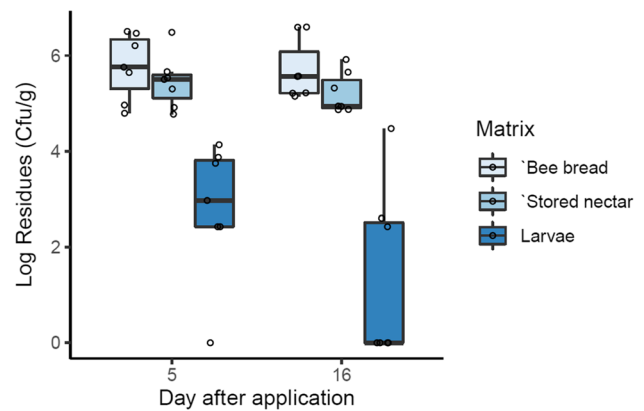 Log Residues (Cfu/g)
6
4
2
0
5
16
Day after application
Matrix
`Bee bread
`Stored nectar
Larvae